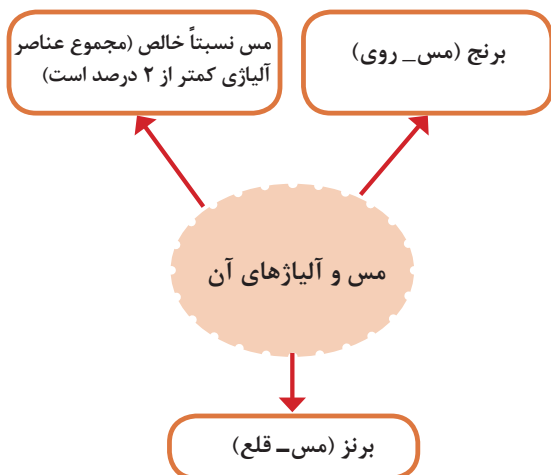 برنج (مس_ روی)
مس نسبتاً خالص (مجموع عناصر
آلیاژی کمتر از ۲ درصد است)
مس و آلیاژهای آن
برنز (مس_ قلع)